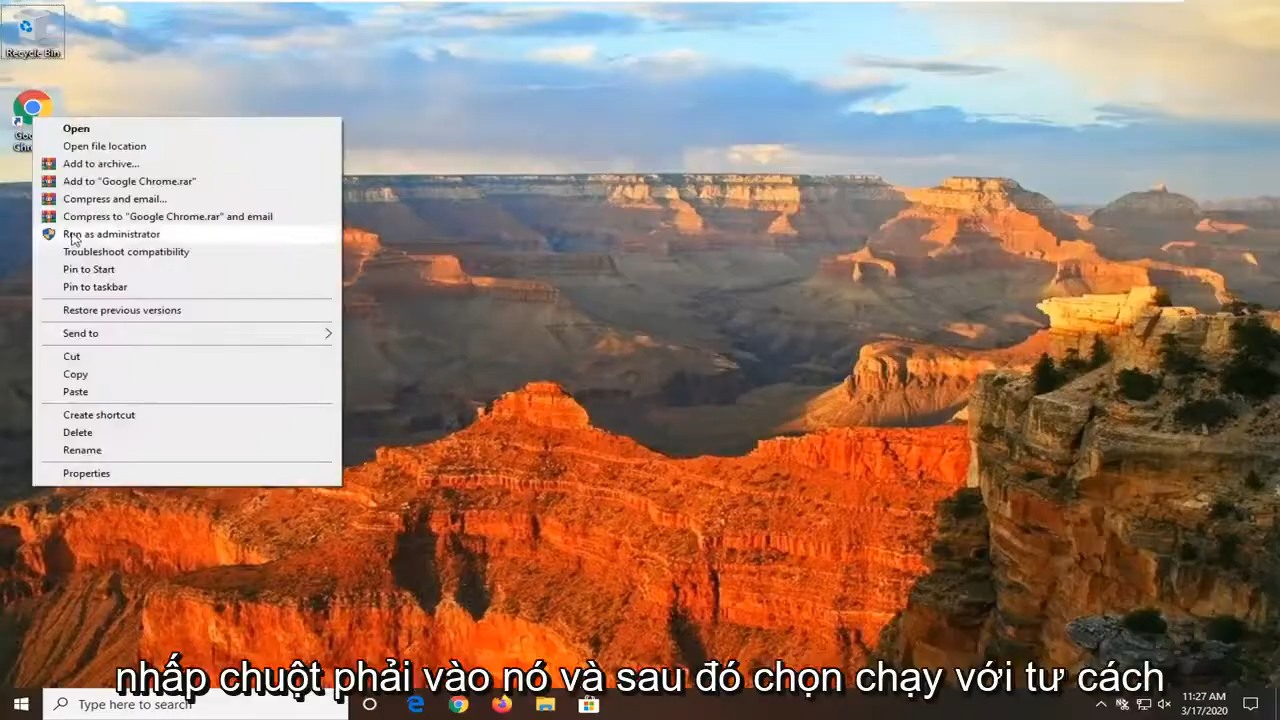 Recycle Bin
Open
Open file location
Add to archive...
Add to "Google Chrome.rar"
Compress and email...
Compress to "Google Chrome.rar" and email
Run as administrator
Troubleshoot compatibility
Pin to Start
Pin to taskbar
Restore previous versions
Send to
Cut
Copy
Paste
Create shortcut
Delete
Rename
Properties
nhấp chuột phải vào nó và sau đó chọn chạy với tư cách
Type here to search
11:27 AM
3/17/2020